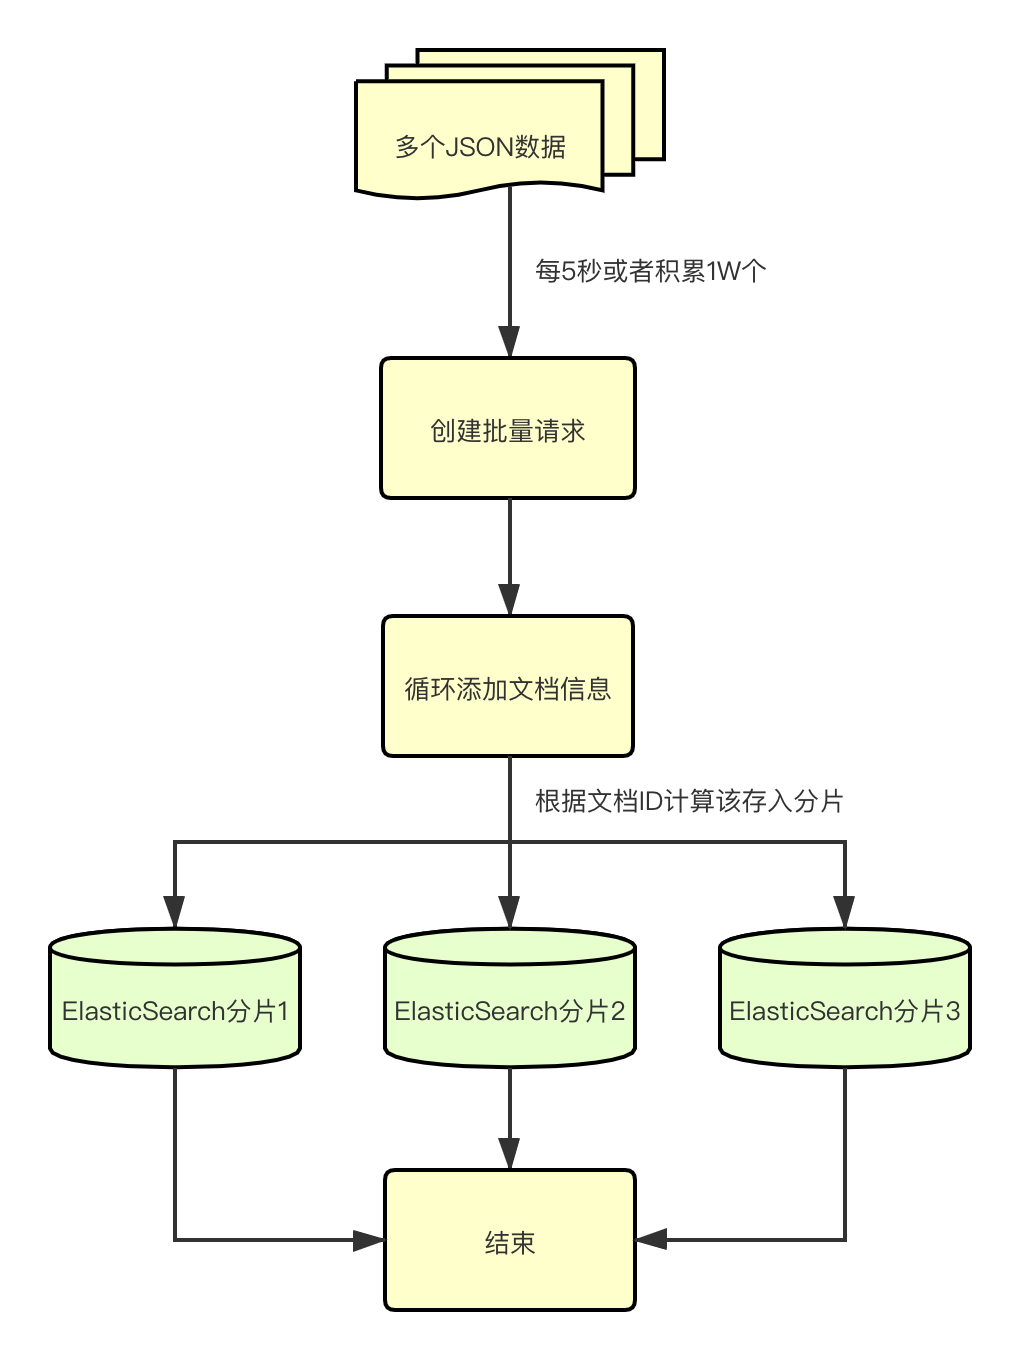 多个JSON数据
每5秒或者积累1W个
创建批量请求
循环添加文档信息
根据文档ID计算该存入分片
ElasticSearch分片1
ElasticSearch分片2
ElasticSearch分片3
结束